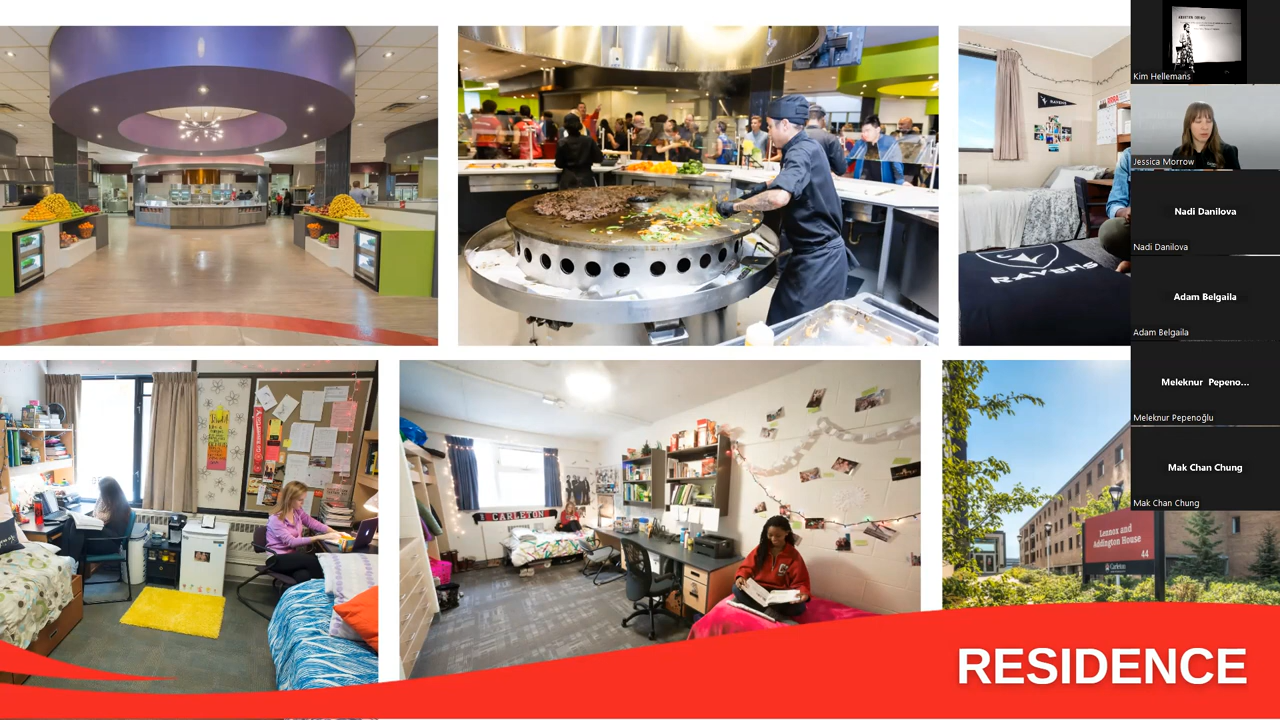 Kim Hellemans
Jessica Morrow
Nadi Danilova
Nadi Danilova
Adam Belgaila
Adam Belgaila
Meleknur Pepeno...
Meleknur Pepenoğlu
Mak Chan Chung
Mak Chan Chung
RAVENS
RAVENS
CARLETON
Lennox and
Addington House
44
Carleton
RESIDENCE